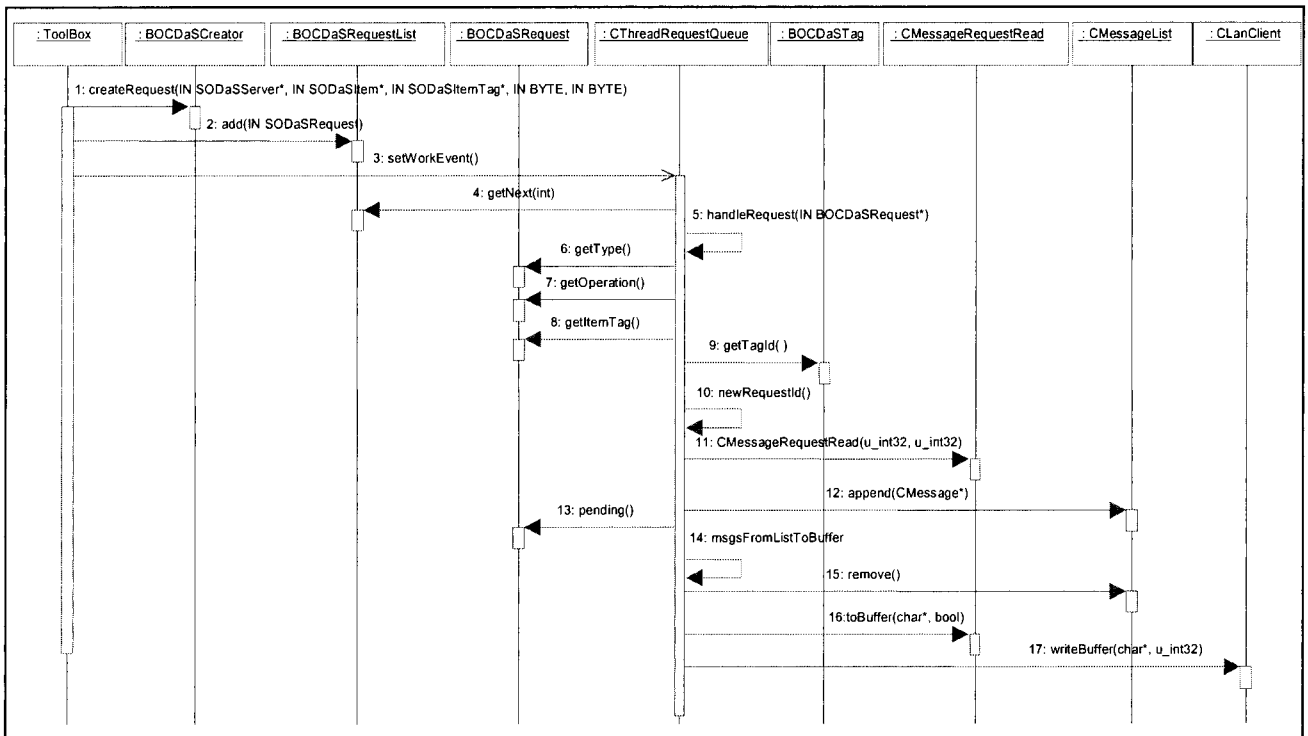 : ToolBox
: BOCDaSCreator
: BOCDaSRequestList
: BOCDaSRequest
: CThreadRequestQueue
: BOCDaSTag
: CMessageRequestRead
: CMessageList
: CLanClient
1: createRequest(IN SODaSServer*, IN SODaSItem*, IN SODaSItemTag*, IN BYTE, IN BYTE)
2: add(IN SODaSRequest)
3: setWorkEvent()
4: getNext(int)
5: handleRequest(IN BOCDaSRequest*)
6: getType()
7: getOperation()
8: getItemTag()
9: getTagId( )
10: newRequestId()
11: CMessageRequestRead(u_int32, u_int32)
12: append(CMessage*)
13: pending()
14: msgsFromListToBuffer
15: remove()
16:toBuffer(char*, bool)
17: writeBuffer(char*, u_int32)